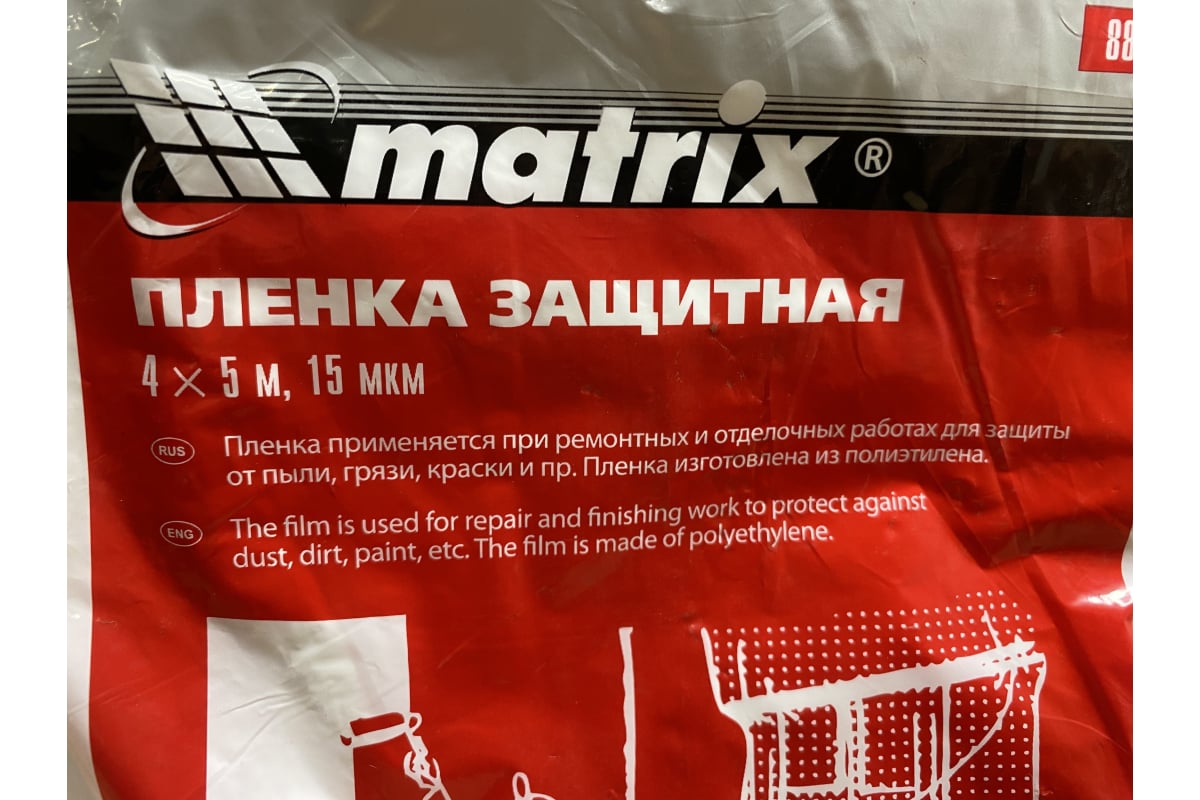 88
matrix®
ПЛЕНКА ЗАЩИТНАЯ
4 × 5 м, 15 мкм
RUS
Пленка применяется при ремонтных и отделочных работах для защиты
от пыли, грязи, краски и пр. Пленка изготовлена из полиэтилена.
ENG
The film is used for repair and finishing work to protect against
dust, dirt, paint, etc. The film is made of polyethylene.